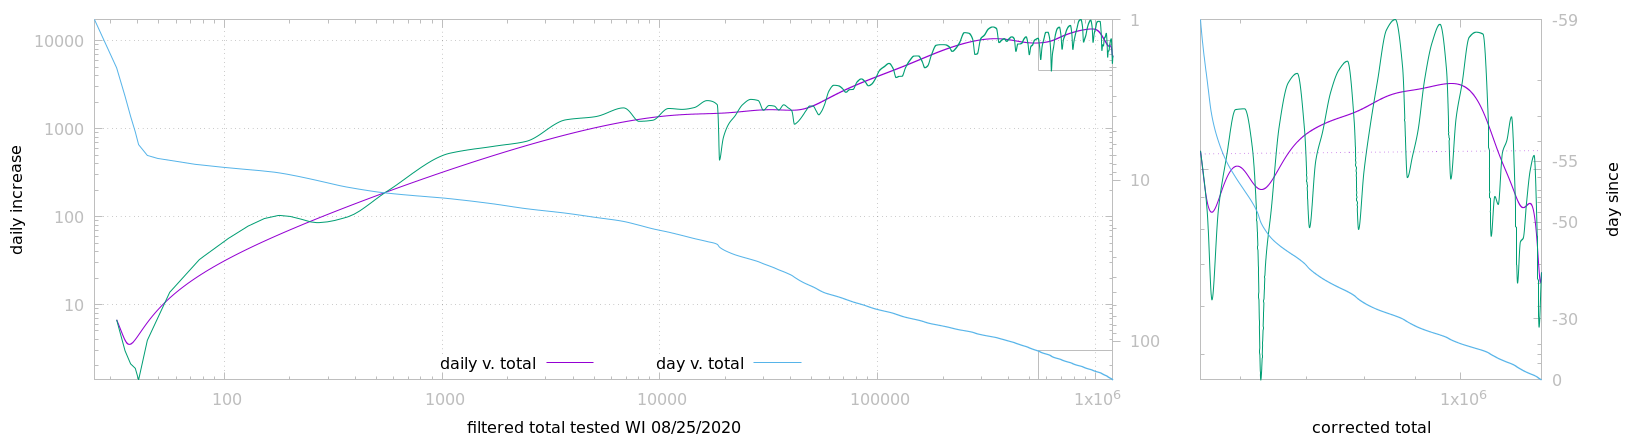 daily increase
10000
1000
100
10
100
1000
10000
100000
1x10^6
1
10
100
daily v. total
day v. total
filtered total tested WI 08/25/2020
-59
-55
-50
-30
0
day since
1x10^6
corrected total